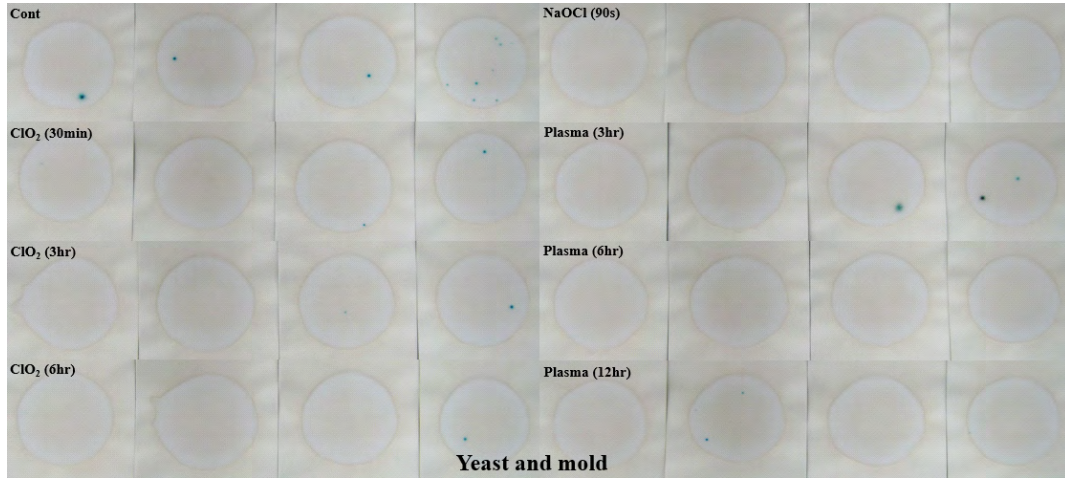 Cont
NaOCl (90s)
ClO₂ (30min)
Plasma (3hr)
ClO₂ (3hr)
Plasma (6hr)
ClO₂ (6hr)
Plasma (12hr)
Yeast and mold